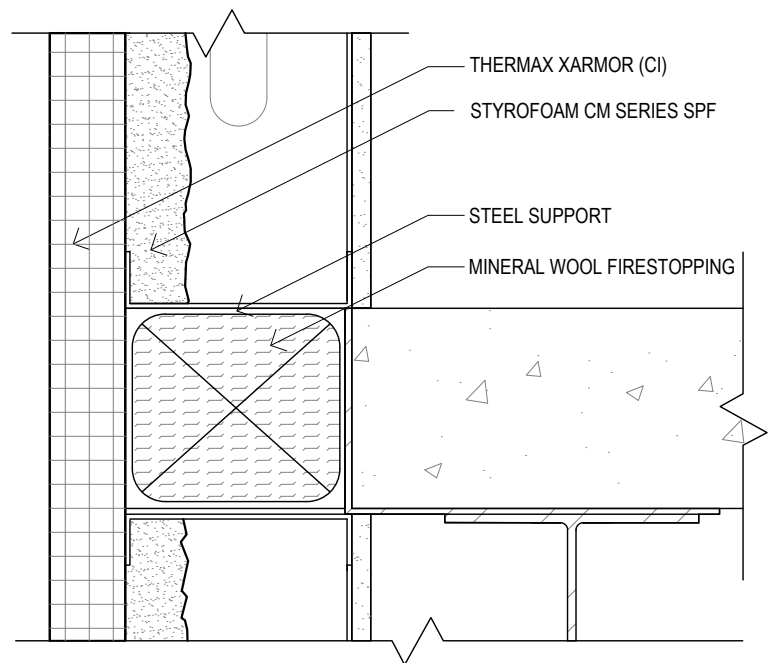 THERMAX XARMOR (CI)
STYROFOAM CM SERIES SPF
STEEL SUPPORT
MINERAL WOOL FIRESTOPPING